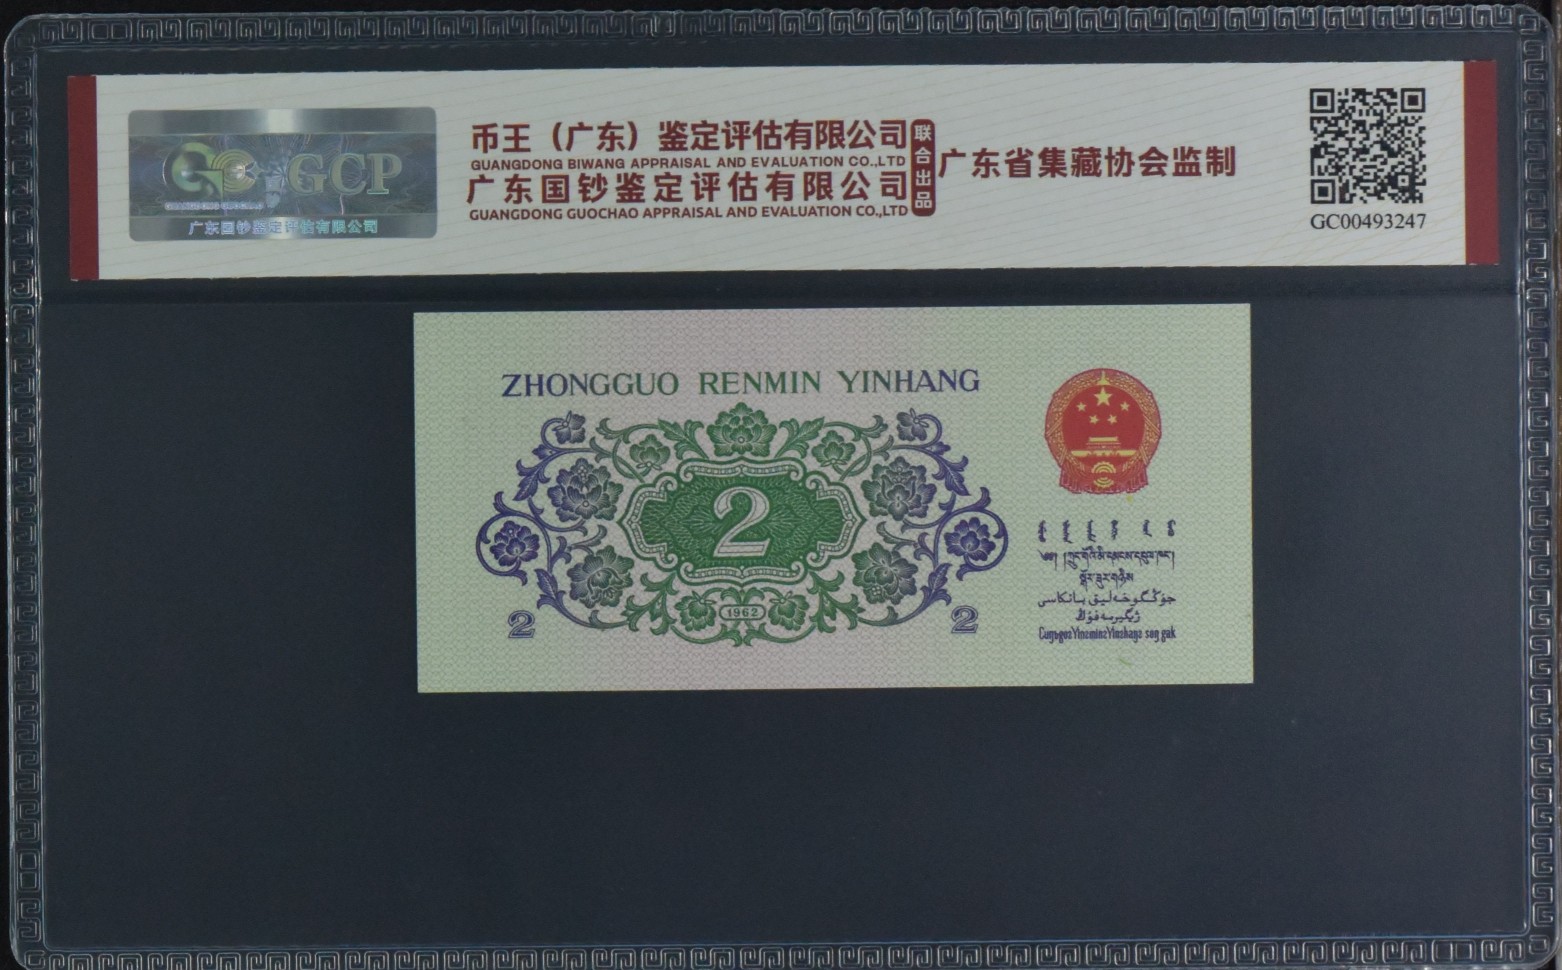 GCP
广东国钞鉴定评估有限公司
币王（广东）鉴定评估有限公司
GUANGDONG BIWANG APPRAISAL AND EVALUATION CO.,LTD
广东国钞鉴定评估有限公司
GUANGDONG GUOCHAO APPRAISAL AND EVALUATION CO.,LTD
联合出品
广东省集藏协会监制
GC00493247
ZHONGGUO RENMIN YINHANG
2
1962
2
2
جۇڭگوخەلىق بانكاسى